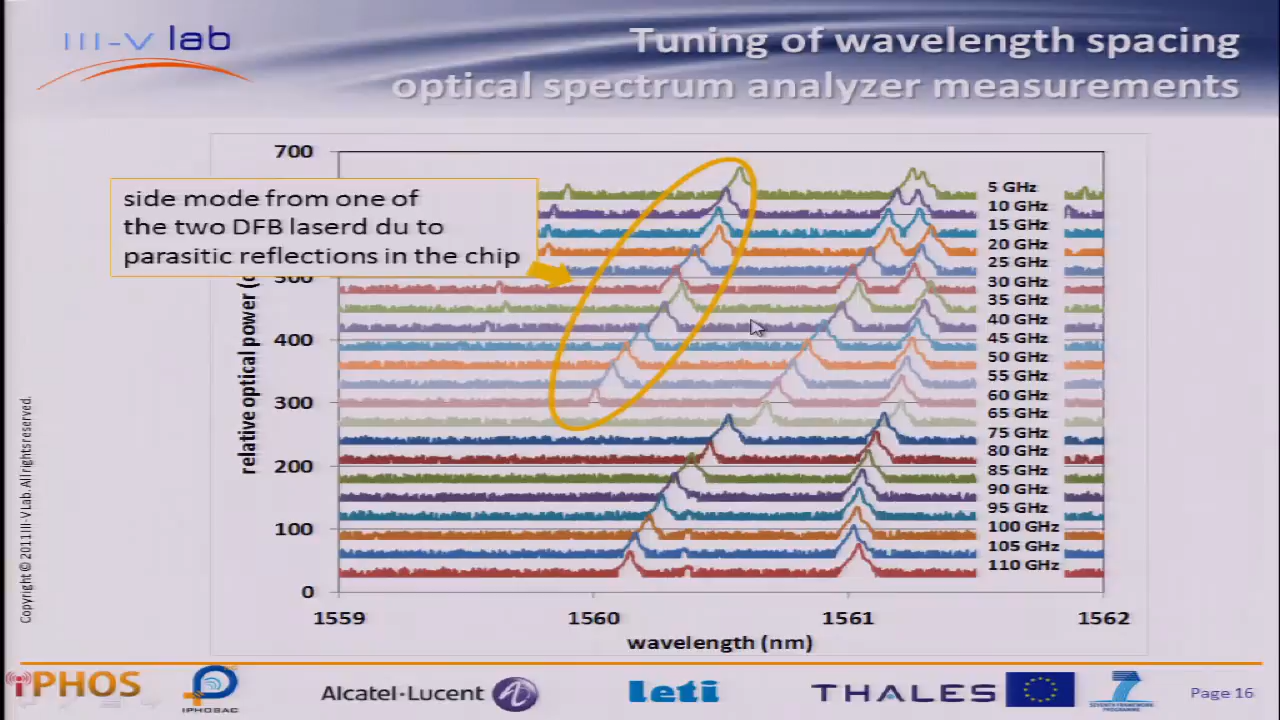 III-V lab
Tuning of wavelength spacing
optical spectrum analyzer measurements
700
side mode from one of
the two DFB laserd du to
parasitic reflections in the chip
500
400
300
200
100
0
relative optical power (
1559
1560
1561
1562
wavelength (nm)
5 GHz
10 GHz
15 GHz
20 GHz
25 GHz
30 GHz
35 GHz
40 GHz
45 GHz
50 GHz
55 GHz
60 GHz
65 GHz
75 GHz
80 GHz
85 GHz
90 GHz
95 GHz
100 GHz
105 GHz
110 GHz
Copyright © 2011 III-V Lab All rights reserved.
iPHOS
IPHOBAC
Alcatel·Lucent
leti
THALES
7
SEVENTH FRAMEWORK
PROGRAMME
Page 16